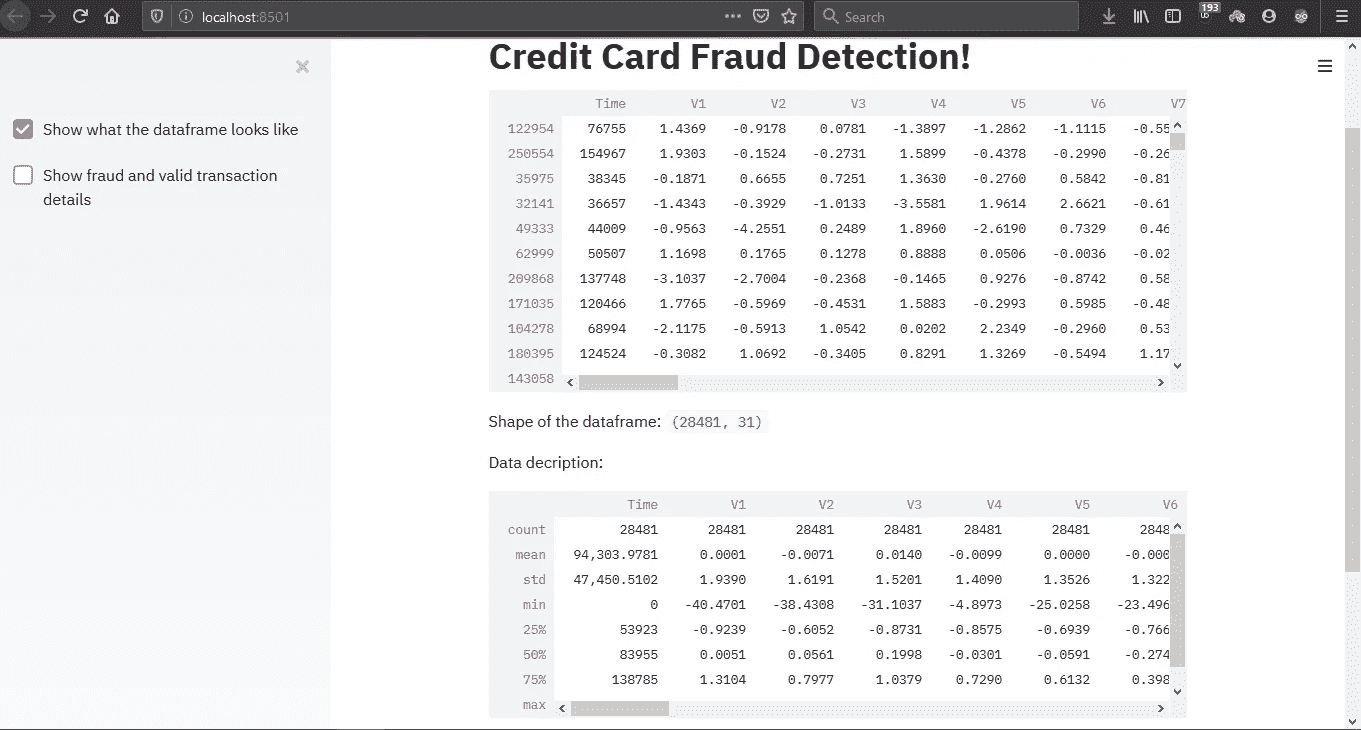 localhost:8501
Search
193
Show what the dataframe looks like
Show fraud and valid transaction
details
Credit Card Fraud Detection!
Time V1 V2 V3 V4 V5 V6 V7
122954 76755 1.4369 -0.9178 0.0781 -1.3897 -1.2862 -1.1115 -0.55
250554 154967 1.9303 -0.1524 -0.2731 1.5899 -0.4378 -0.2990 -0.26
35975 38345 -0.1871 0.6655 0.7251 1.3630 -0.2760 0.5842 -0.81
32141 36657 -1.4343 -0.3929 -1.0133 -3.5581 1.9614 2.6621 -0.61
49333 44009 -0.9563 -4.2551 0.2489 1.8960 -2.6190 0.7329 0.46
62999 50507 1.1698 0.1765 0.1278 0.8888 0.0506 -0.0036 -0.02
209868 137748 -3.1037 -2.7004 -0.2368 -0.1465 0.9276 -0.8742 0.58
171035 120466 1.7765 -0.5969 -0.4531 1.5883 -0.2993 0.5985 -0.48
104278 68994 -2.1175 -0.5913 1.0542 0.0202 2.2349 -0.2960 0.53
180395 124524 -0.3082 1.0692 -0.3405 0.8291 1.3269 -0.5494 1.17
143058
Shape of the dataframe: (28481, 31)
Data decription:
Time V1 V2 V3 V4 V5 V6
count 28481 28481 28481 28481 28481 28481 2848
mean 94,303.9781 0.0001 -0.0071 0.0140 -0.0099 0.0000 -0.000
std 47,450.5102 1.9390 1.6191 1.5201 1.4090 1.3526 1.322
min 0 -40.4701 -38.4308 -31.1037 -4.8973 -25.0258 -23.496
25% 53923 -0.9239 -0.6052 -0.8731 -0.8575 -0.6939 -0.766
50% 83955 0.0051 0.0561 0.1998 -0.0301 -0.0591 -0.274
75% 138785 1.3104 0.7977 1.0379 0.7290 0.6132 0.398
max